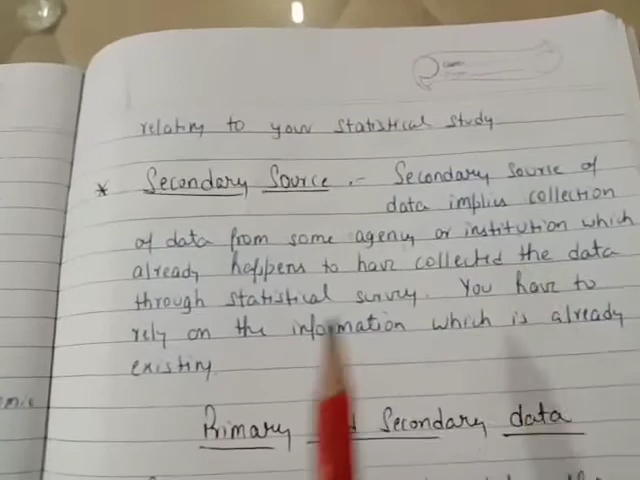 relating to your statistical study
* Secondary Source :- Secondary source of
data implies collection
of data from some agency or institution which
already happens to have collected the data
through statistical survey. You have to
rely on the information which is already
existing
Primary Secondary data